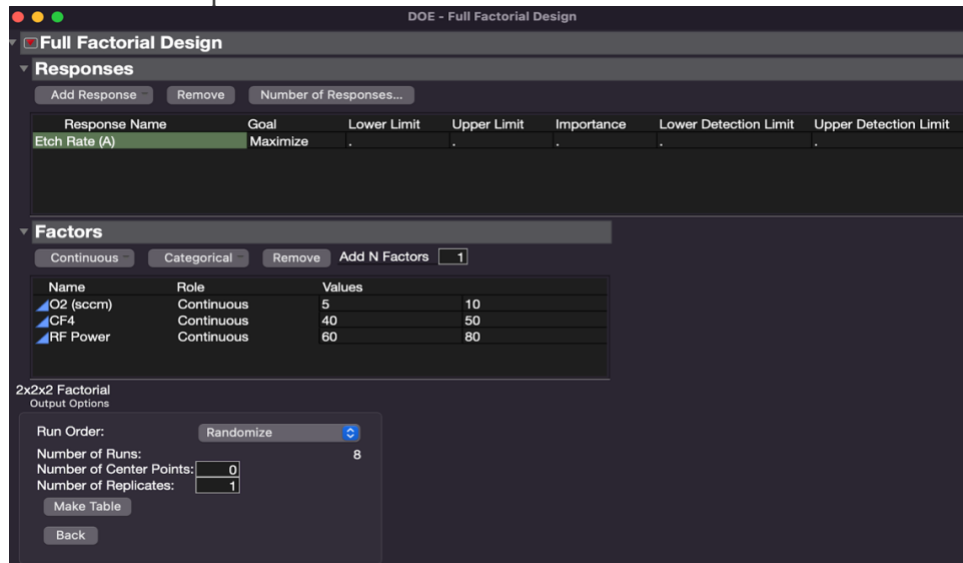 DOE - Full Factorial Design
Full Factorial Design
Responses
Add Response Remove Number of Responses...
Response Name Goal Lower Limit Upper Limit Importance Lower Detection Limit Upper Detection Limit
Etch Rate (A) Maximize . . . . .
Factors
Continuous Categorical Remove Add N Factors 1
Name Role Values
O2 (sccm) Continuous 5 10
CF4 Continuous 40 50
RF Power Continuous 60 80
2x2x2 Factorial
Output Options
Run Order: Randomize
Number of Runs: 8
Number of Center Points: 0
Number of Replicates: 1
Make Table
Back